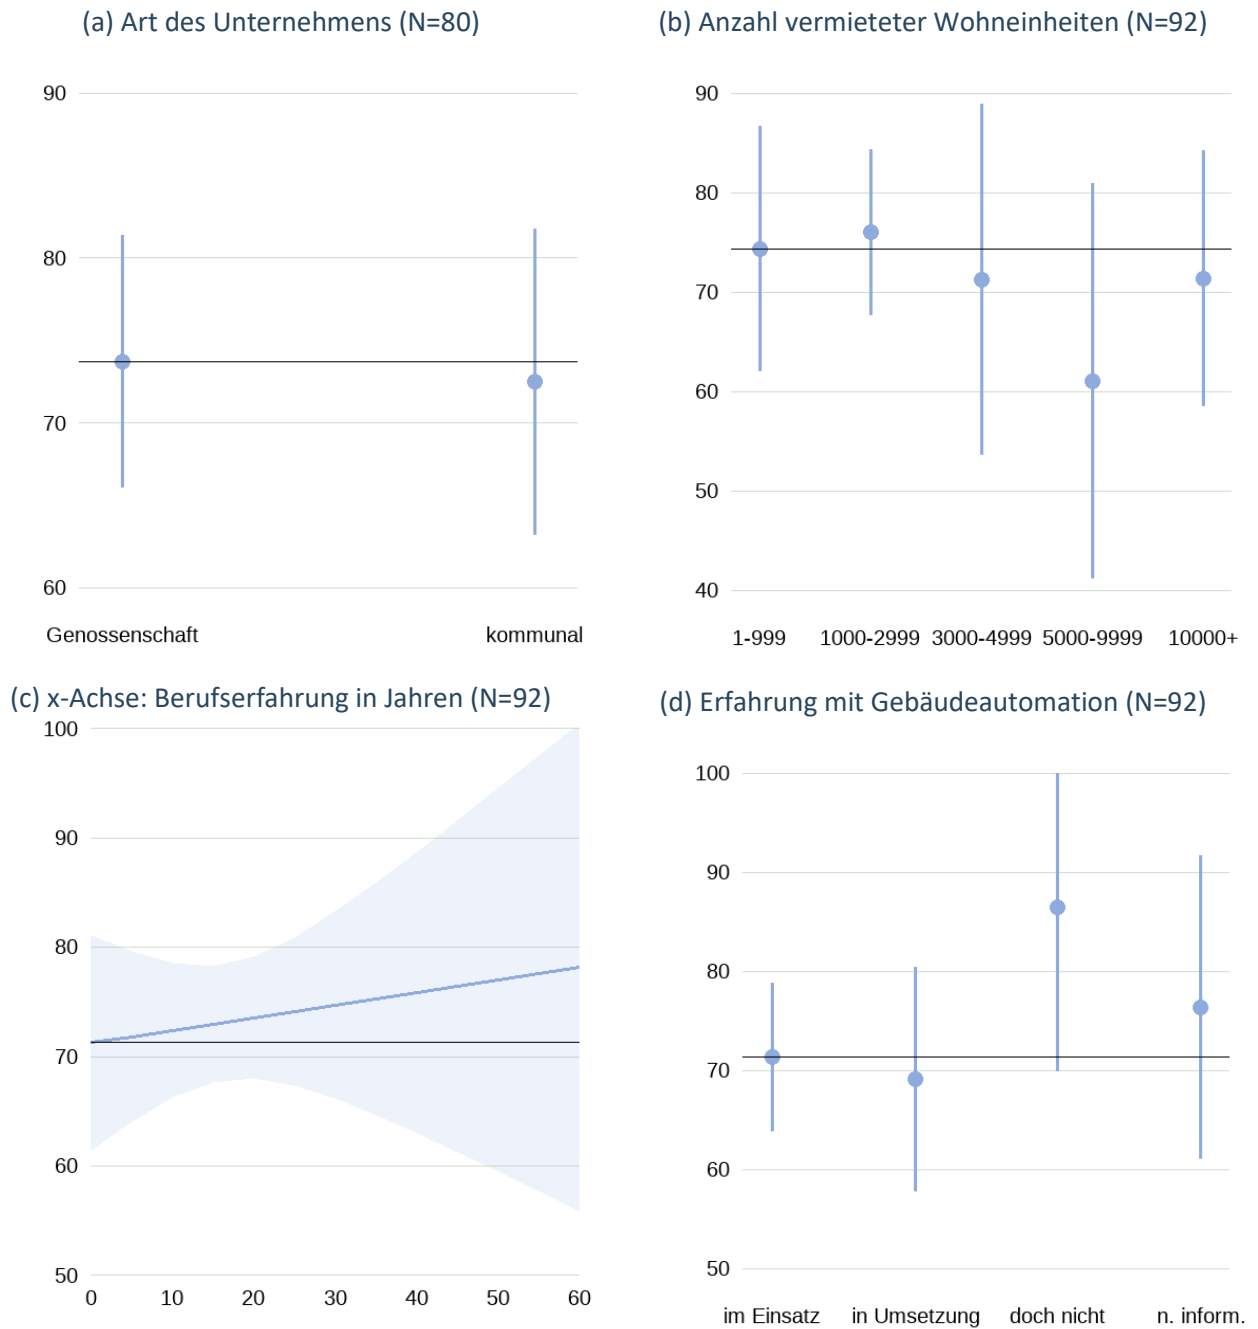 (a) Art des Unternehmens (N=80)
(b) Anzahl vermieteter Wohneinheiten (N=92)
90
80
70
60
Genossenschaft kommunal
90
80
70
60
50
40
1-999 1000-2999 3000-4999 5000-9999 10000+
(c) x-Achse: Berufserfahrung in Jahren (N=92)
(d) Erfahrung mit Gebäudeautomation (N=92)
100
90
80
70
60
50
0 10 20 30 40 50 60
100
90
80
70
60
50
im Einsatz in Umsetzung doch nicht n. inform.